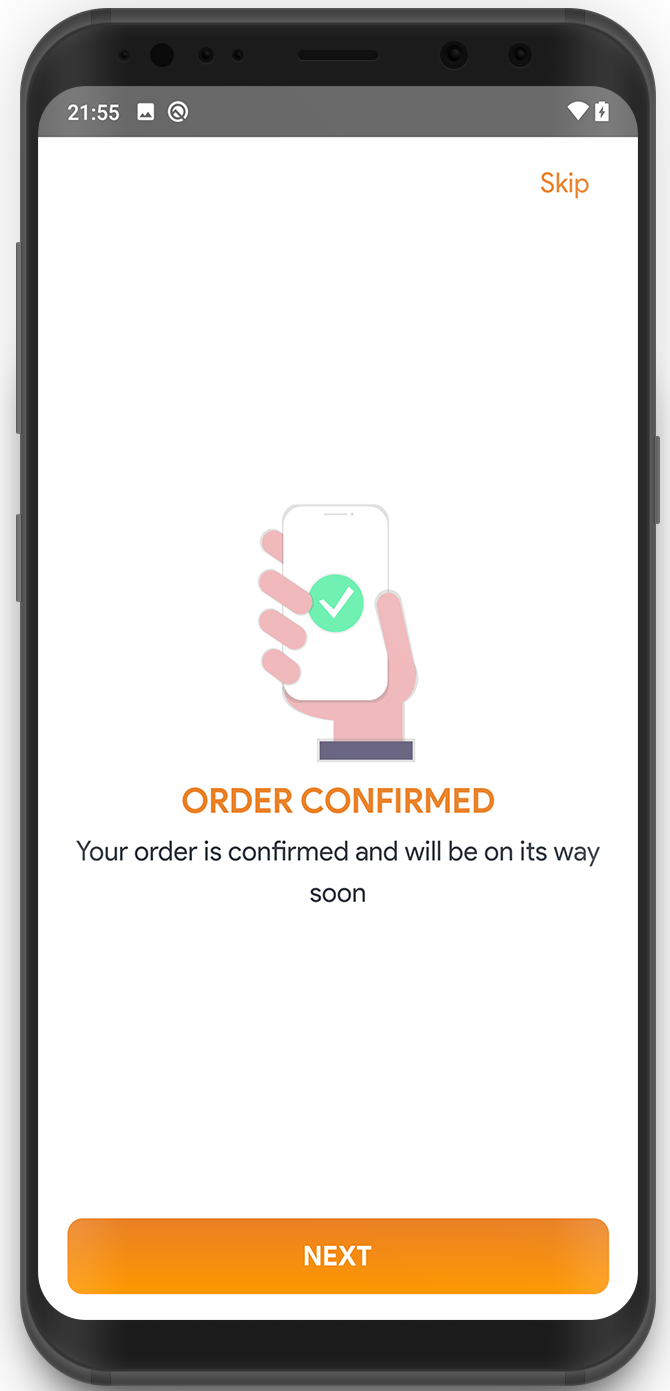 21:55
Skip
ORDER CONFIRMED
Your order is confirmed and will be on its way
soon
NEXT